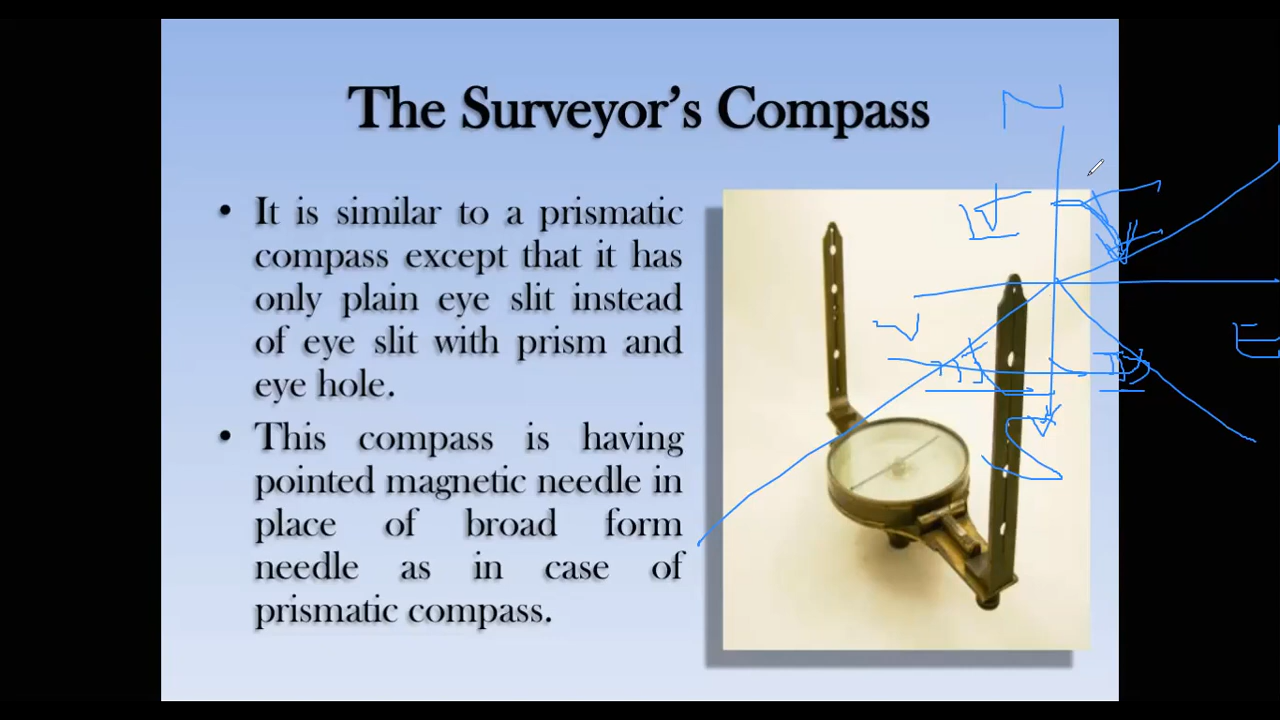 The Surveyor's Compass
N
• It is similar to a prismatic
compass except that it has
only plain eye slit instead
of eye slit with prism and
eye hole.
• This compass is having
pointed magnetic needle in
place of broad form
needle as in case of
prismatic compass.
E
S